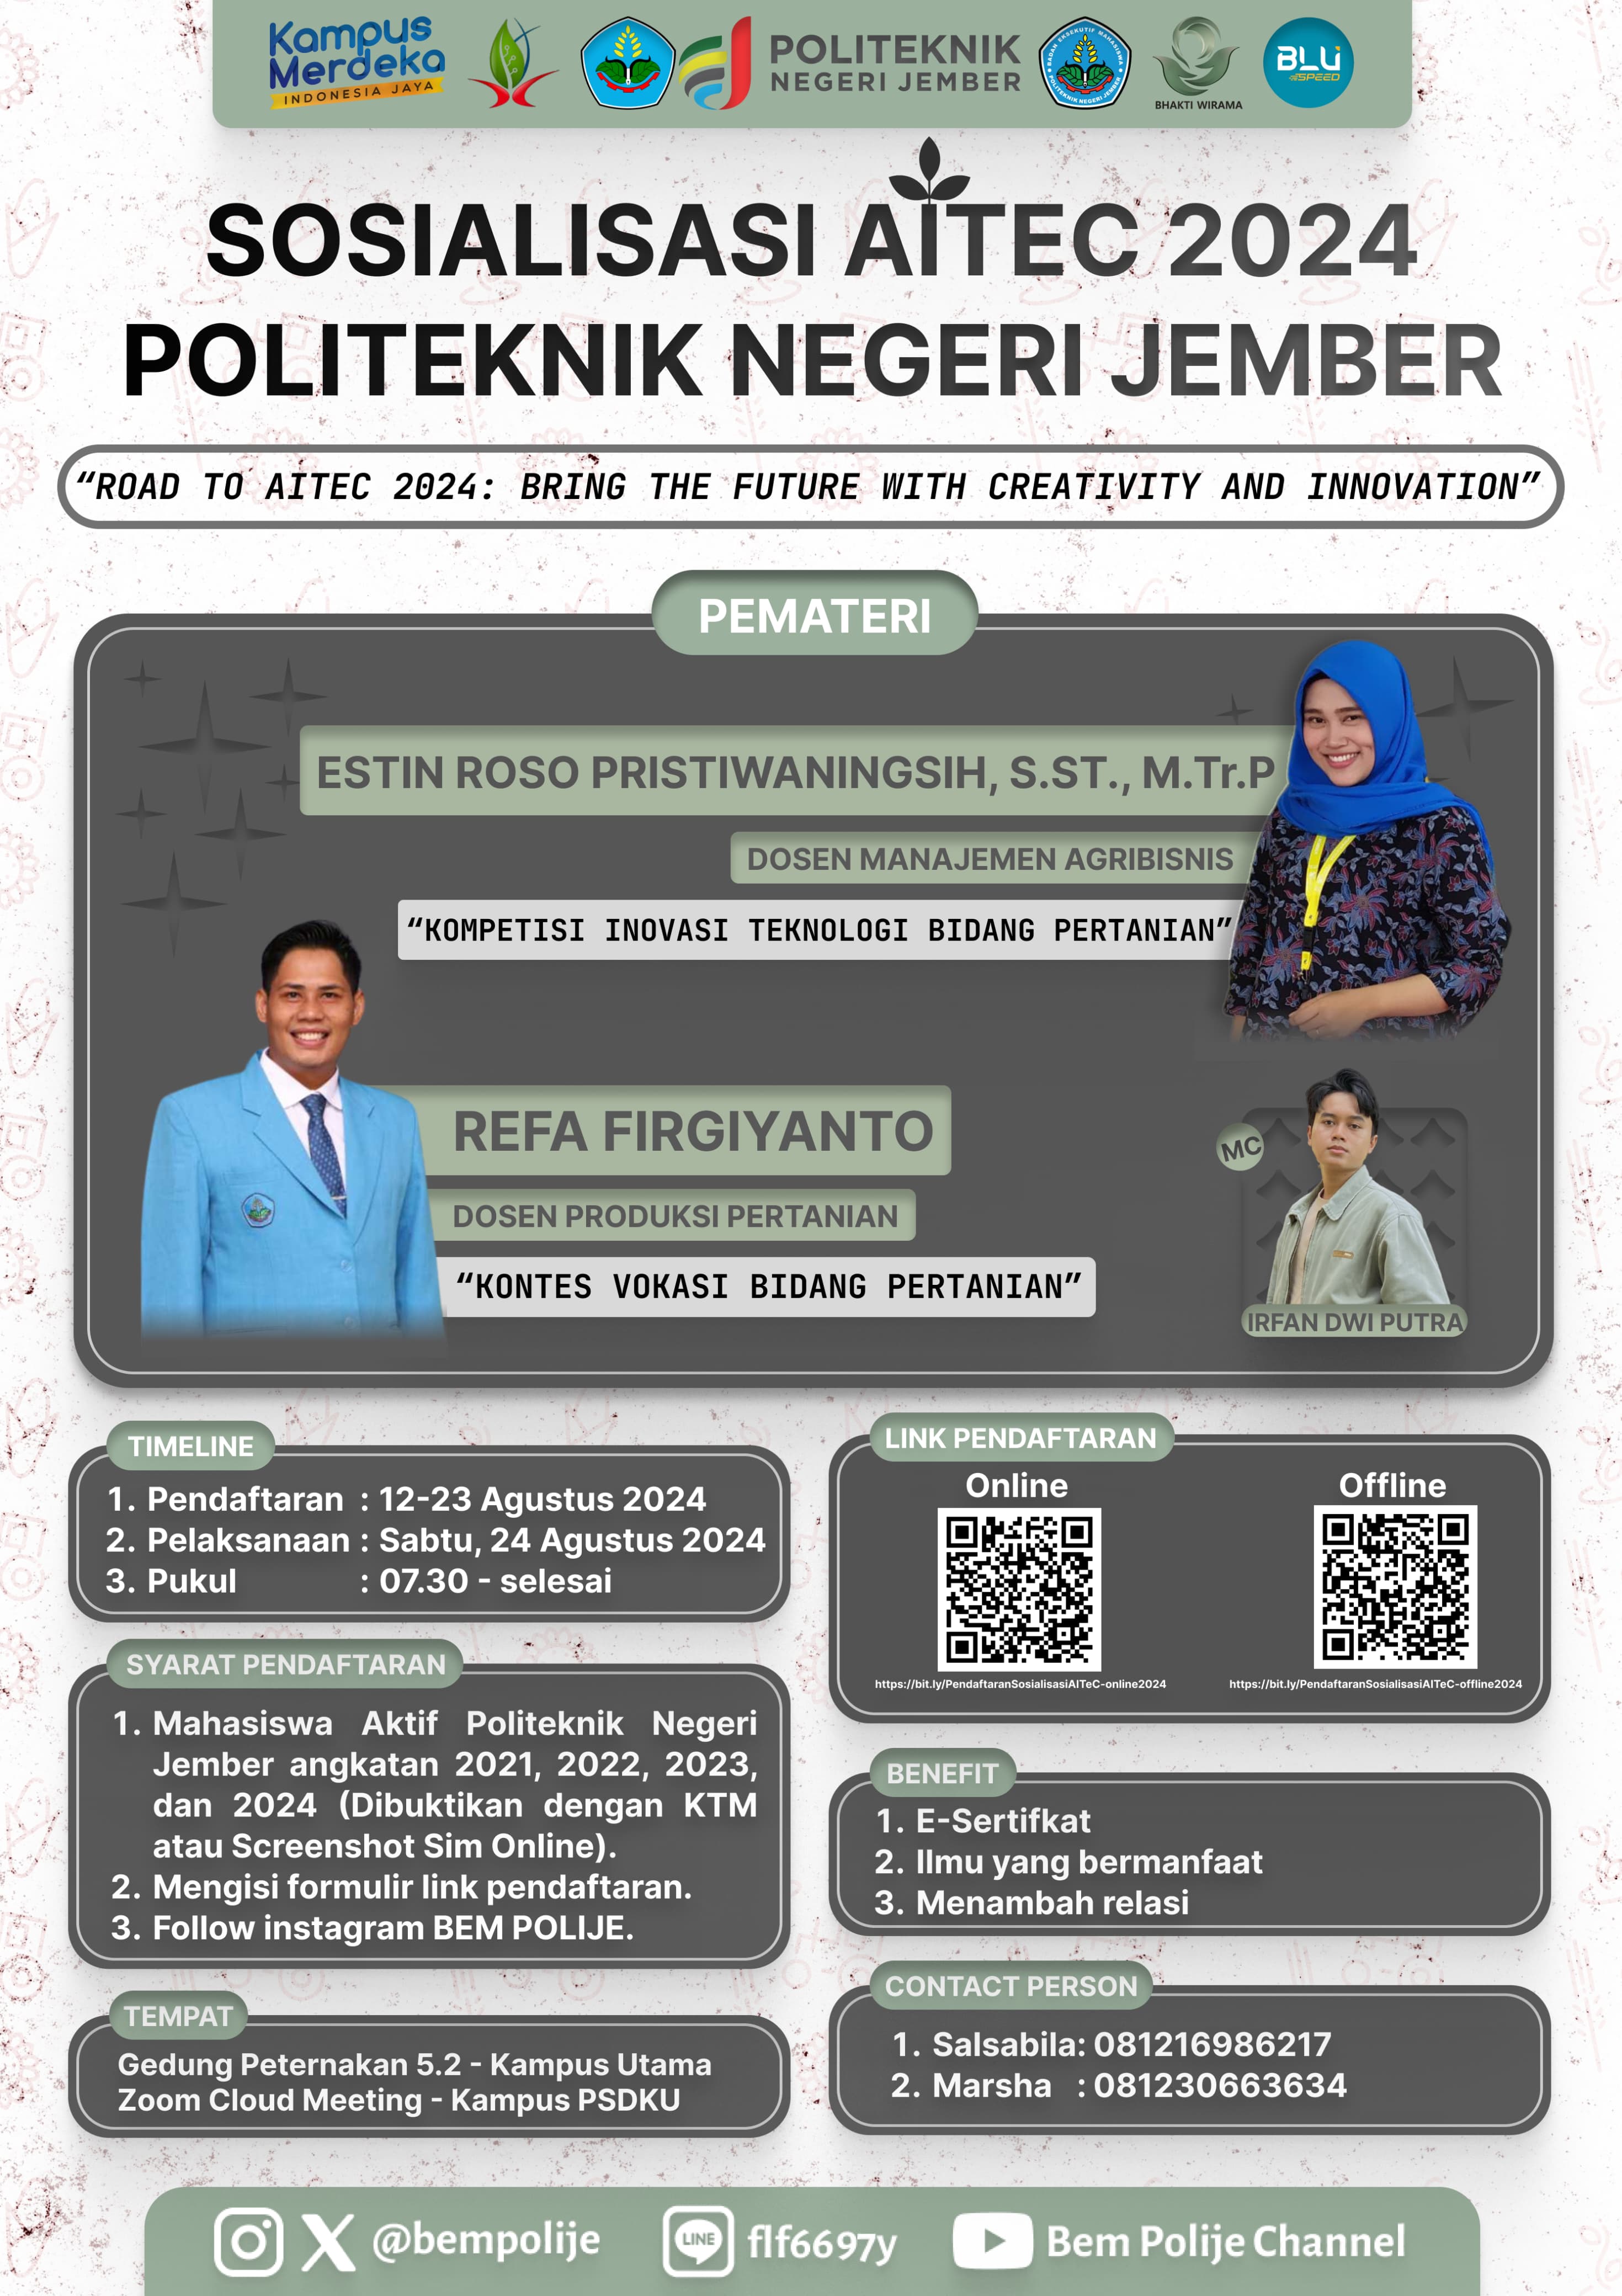 Kampus
Merdeka
INDONESIA JAYA
POLITEKNIK
NEGERI JEMBER
BADAN EKSEKUTIF MAHASISWA
POLITEKNIK NEGERI JEMBER
BHAKTI WIRAMA
BLU
SPEED
SOSIALISASI AITEC 2024
POLITEKNIK NEGERI JEMBER
“ROAD TO AITEC 2024: BRING THE FUTURE WITH CREATIVITY AND INNOVATION”
PEMATERI
ESTIN ROSO PRISTIWANINGSIH, S.ST., M.Tr.P
DOSEN MANAJEMEN AGRIBISNIS
“KOMPETISI INOVASI TEKNOLOGI BIDANG PERTANIAN”
REFA FIRGIYANTO
DOSEN PRODUKSI PERTANIAN
“KONTES VOKASI BIDANG PERTANIAN”
MC
IRFAN DWI PUTRA
TIMELINE
1. Pendaftaran : 12-23 Agustus 2024
2. Pelaksanaan : Sabtu, 24 Agustus 2024
3. Pukul : 07.30 - selesai
SYARAT PENDAFTARAN
1. Mahasiswa Aktif Politeknik Negeri
Jember angkatan 2021, 2022, 2023,
dan 2024 (Dibuktikan dengan KTM
atau Screenshot Sim Online).
2. Mengisi formulir link pendaftaran.
3. Follow instagram BEM POLIJE.
TEMPAT
Gedung Peternakan 5.2 - Kampus Utama
Zoom Cloud Meeting - Kampus PSDKU
LINK PENDAFTARAN
Online
Offline
https://bit.ly/PendaftaranSosialisasiAITeC-online2024
https://bit.ly/PendaftaranSosialisasiAITeC-offline2024
BENEFIT
1. E-Sertifkat
2. Ilmu yang bermanfaat
3. Menambah relasi
CONTACT PERSON
1. Salsabila: 081216986217
2. Marsha : 081230663634
@bempolije
LINE
flf6697y
Bem Polije Channel